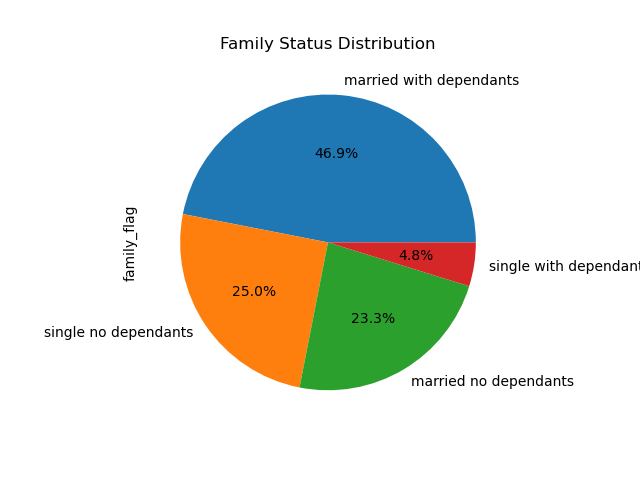 Family Status Distribution
married with dependants
46.9%
family_flag
4.8%
single with dependant
25.0%
23.3%
single no dependants
married no dependants